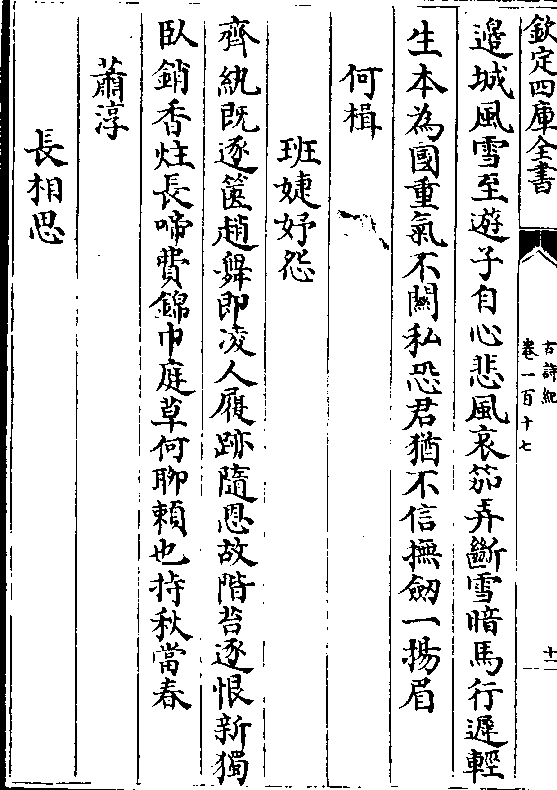 欽定四庫全書
古詩紀
卷一百十七
十二
邉城風雪至遊子自心悲風哀笳弄斷雪暗馬行遲輕
生本為國重氣不關私恐君猶不信撫劒一揚眉
何楫
班婕妤怨
齊紈既逐篋趙舞即凌人履跡隨恩故階苔逐恨新獨
臥銷香炷長啼費錦巾庭草何聊頼也持秋當春
蕭淳
長相思